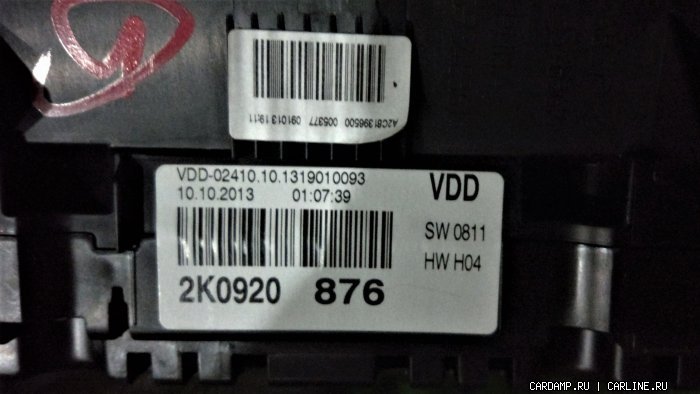 A2C81396500 005377 091013 1911
VDD-02410.10.1319010093
10.10.2013 01:07:39
VDD
SW 0811
HW H04
2K0920 876
CARDAMP.RU | CARLINE.RU